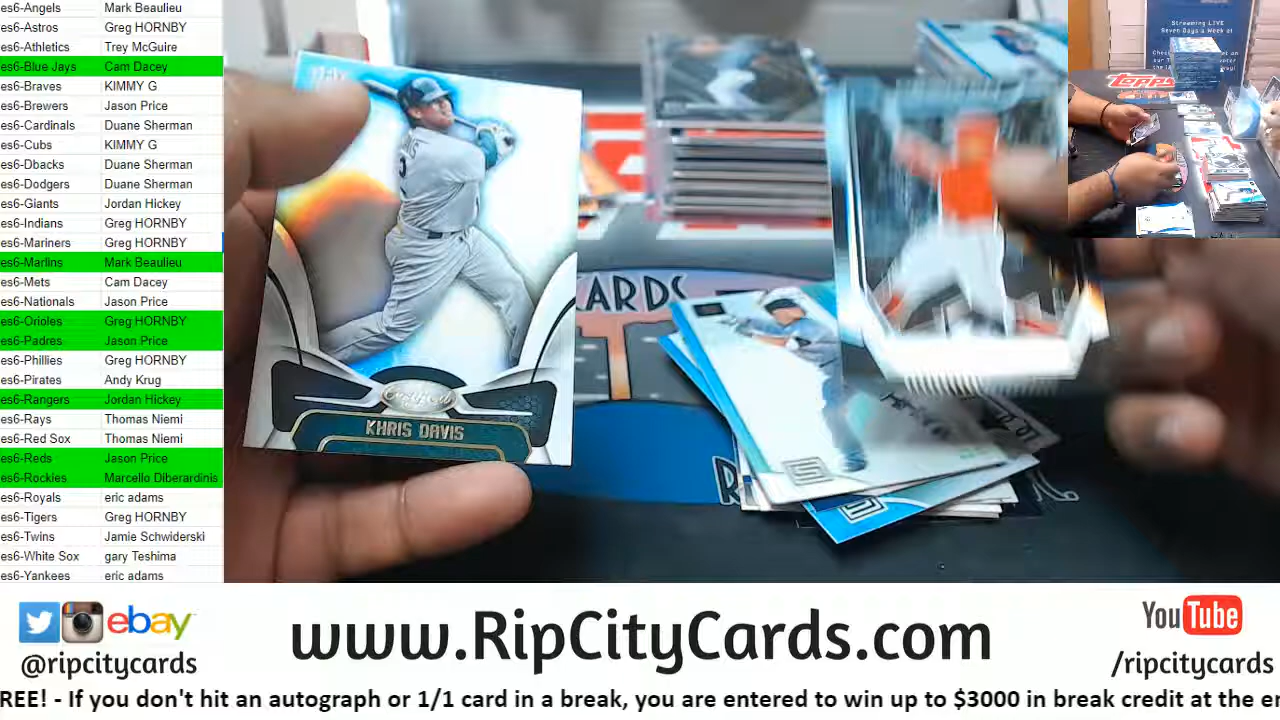 es6-Angels Mark Beaulieu
es6-Astros Greg HORNBY
es6-Athletics Trey McGuire
es6-Blue Jays Cam Dacey
es6-Braves KIMMY G
es6-Brewers Jason Price
es6-Cardinals Duane Sherman
es6-Cubs KIMMY G
es6-Dbacks Duane Sherman
es6-Dodgers Duane Sherman
es6-Giants Jordan Hickey
es6-Indians Greg HORNBY
es6-Mariners Greg HORNBY
es6-Marlins Mark Beaulieu
es6-Mets Cam Dacey
es6-Nationals Jason Price
es6-Orioles Greg HORNBY
es6-Padres Jason Price
es6-Phillies Greg HORNBY
es6-Pirates Andy Krug
es6-Rangers Jordan Hickey
es6-Rays Thomas Niemi
es6-Red Sox Thomas Niemi
es6-Reds Jason Price
es6-Rockies Marcello Diberardinis
es6-Royals eric adams
es6-Tigers Greg HORNBY
es6-Twins Jamie Schwiderski
es6-White Sox gary Teshima
es6-Yankees eric adams
KHRIS DAVIS
ARDS
Streaming LIVE
Seven Days a Week at
Topps
ebay
@ripcitycards
www.RipCityCards.com
YouTube
/ripcitycards
REE! - If you don't hit an autograph or 1/1 card in a break, you are entered to win up to $3000 in break credit at the en